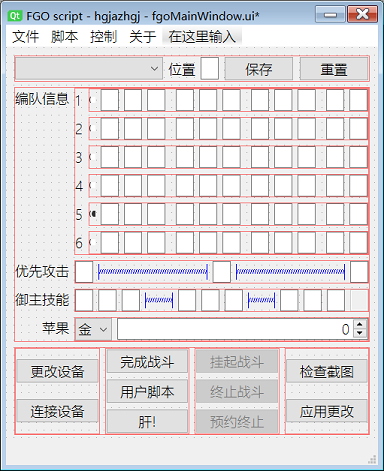 FGO script - hgjazhgj - fgoMainWindow.ui*
文件 脚本 控制 关于 在这里输入
位置 保存 重置
编队信息 1
2
3
4
5
6
优先攻击
御主技能
苹果 金 0
更改设备 完成战斗 挂起战斗 检查截图
用户脚本 终止战斗
连接设备 肝! 预约终止 应用更改